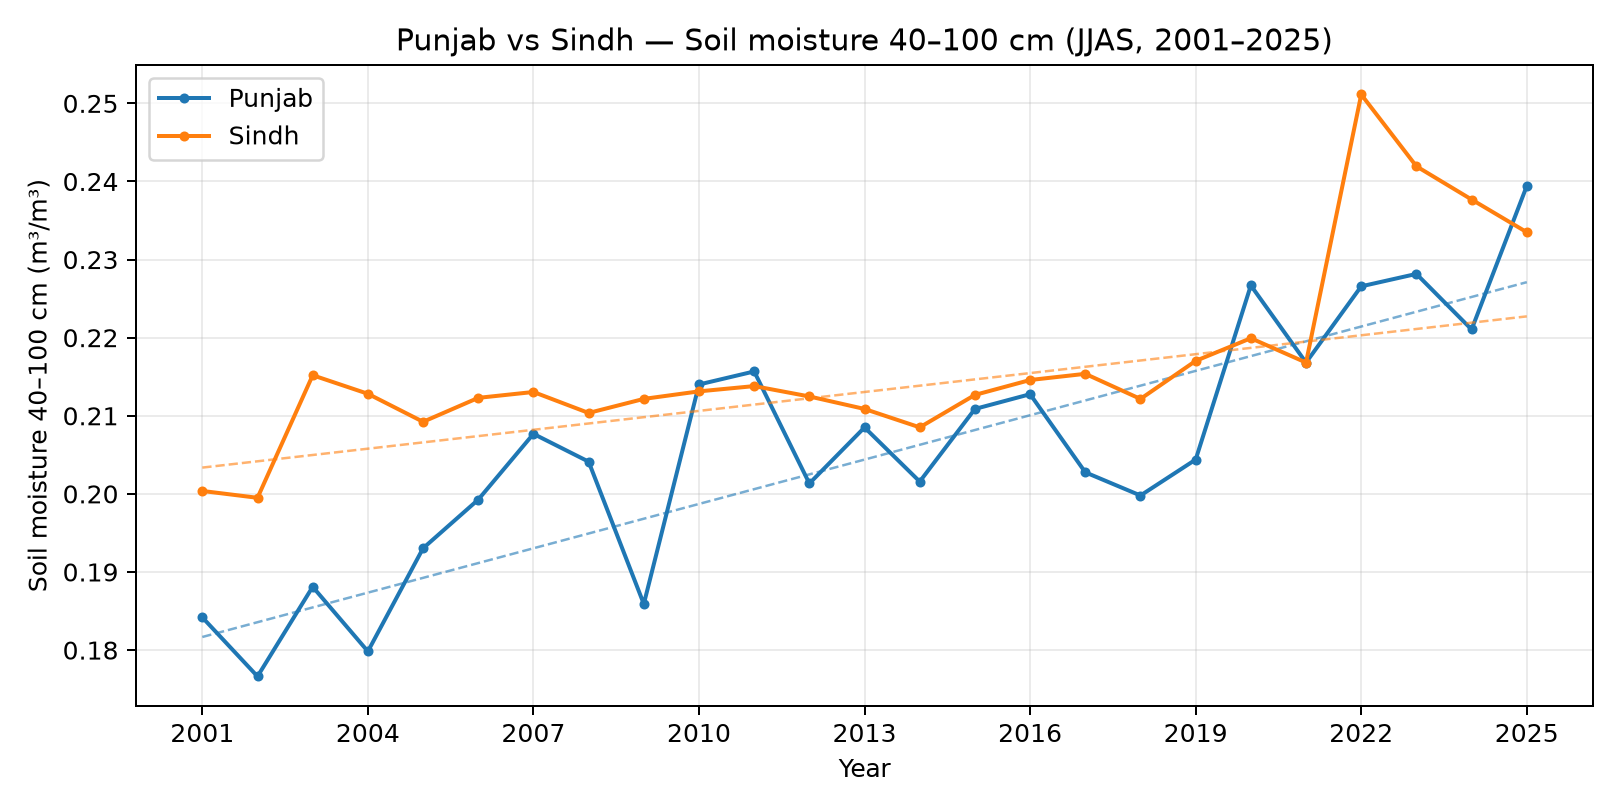 Punjab vs Sindh — Soil moisture 40–100 cm (JJAS, 2001–2025)
Punjab
Sindh
Soil moisture 40–100 cm (m³/m³)
0.25
0.24
0.23
0.22
0.21
0.20
0.19
0.18
2001 2004 2007 2010 2013 2016 2019 2022 2025
Year